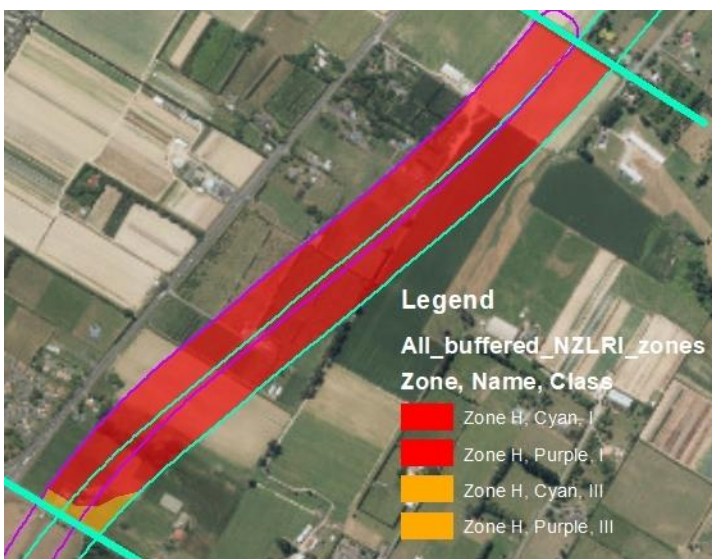 Legend
All_buffered_NZLRI_zones
Zone, Name, Class
Zone H, Cyan, I
Zone H, Purple, I
Zone H, Cyan, III
Zone H, Purple, III